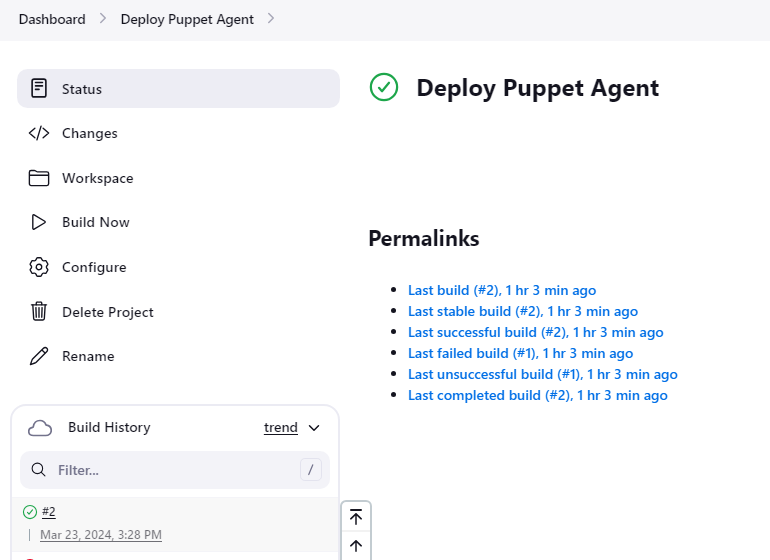 Dashboard
Deploy Puppet Agent
Status
Changes
Workspace
Build Now
Configure
Delete Project
Rename
Build History
trend
Filter...
/
#2
Mar 23, 2024, 3:28 PM
Deploy Puppet Agent
Permalinks
Last build (#2), 1 hr 3 min ago
Last stable build (#2), 1 hr 3 min ago
Last successful build (#2), 1 hr 3 min ago
Last failed build (#1), 1 hr 3 min ago
Last unsuccessful build (#1), 1 hr 3 min ago
Last completed build (#2), 1 hr 3 min ago